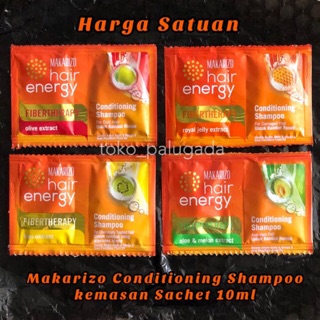 Harga Satuan
MAKARIZO
hair
energy
FIBERTHERAPY
olive extract
Conditioning
Shampoo
MAKARIZO
hair
energy
FIBERTHERAPY
royal jelly extract
Conditioning
Shampoo
toko_palugada
MAKARIZO
hair
energy
FIBERTHERAPY
Conditioning
Shampoo
MAKARIZO
hair
energy
aloe & melon extract
Conditioning
Shampoo
Makarizo Conditioning Shampoo
kemasan Sachet 10ml